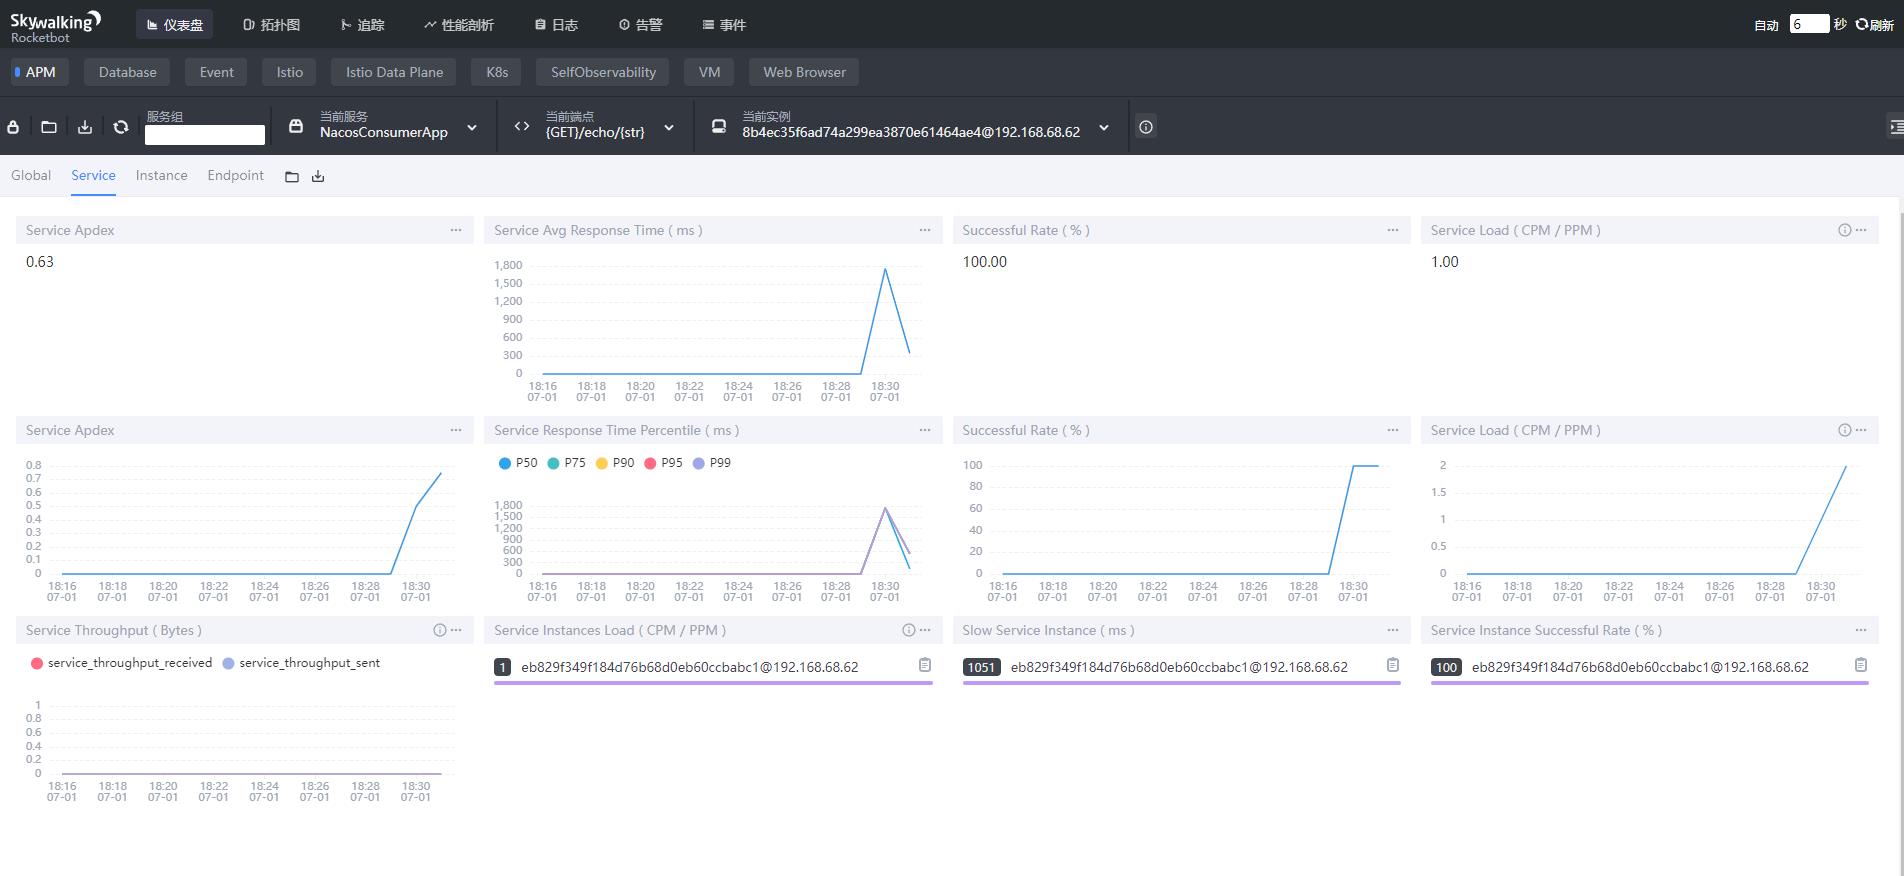 Skywalking
Rocketbot
仪表盘 拓扑图 追踪 性能剖析 日志 告警 事件 自动 6 秒 刷新
APM Database Event Istio Istio Data Plane K8s SelfObservability VM Web Browser
服务组 当前服务 当前端点 当前实例
NacosConsumerApp {GET}/echo/{str} 8b4ec35f6ad74a299ea3870e61464ae4@192.168.68.62
Global Service Instance Endpoint
Service Apdex ... Service Avg Response Time ( ms ) ... Successful Rate ( % ) ... Service Load ( CPM / PPM ) ...
0.63
1,800
1,500
1,200
900
600
300
0
18:16 18:18 18:20 18:22 18:24 18:26 18:28 18:30
07-01 07-01 07-01 07-01 07-01 07-01 07-01 07-01
100.00
1.00
Service Apdex ... Service Response Time Percentile ( ms ) ... Successful Rate ( % ) ... Service Load ( CPM / PPM ) ...
0.8
0.7
0.6
0.5
0.4
0.3
0.2
0.1
0
18:16 18:18 18:20 18:22 18:24 18:26 18:28 18:30
07-01 07-01 07-01 07-01 07-01 07-01 07-01 07-01
P50 P75 P90 P95 P99
1,800
1,500
1,200
900
600
300
0
18:16 18:18 18:20 18:22 18:24 18:26 18:28 18:30
07-01 07-01 07-01 07-01 07-01 07-01 07-01 07-01
100
80
60
40
20
0
18:16 18:18 18:20 18:22 18:24 18:26 18:28 18:30
07-01 07-01 07-01 07-01 07-01 07-01 07-01 07-01
2
1.5
1
0.5
0
18:16 18:18 18:20 18:22 18:24 18:26 18:28 18:30
07-01 07-01 07-01 07-01 07-01 07-01 07-01 07-01
Service Throughput ( Bytes ) ... Service Instances Load ( CPM / PPM ) ... Slow Service Instance ( ms ) ... Service Instance Successful Rate ( % ) ...
service_throughput_received service_throughput_sent
1
0.8
0.6
0.4
0.2
0
18:16 18:18 18:20 18:22 18:24 18:26 18:28 18:30
07-01 07-01 07-01 07-01 07-01 07-01 07-01 07-01
1 eb829f349f184d76b68d0eb60ccbabc1@192.168.68.62
1051 eb829f349f184d76b68d0eb60ccbabc1@192.168.68.62
100 eb829f349f184d76b68d0eb60ccbabc1@192.168.68.62